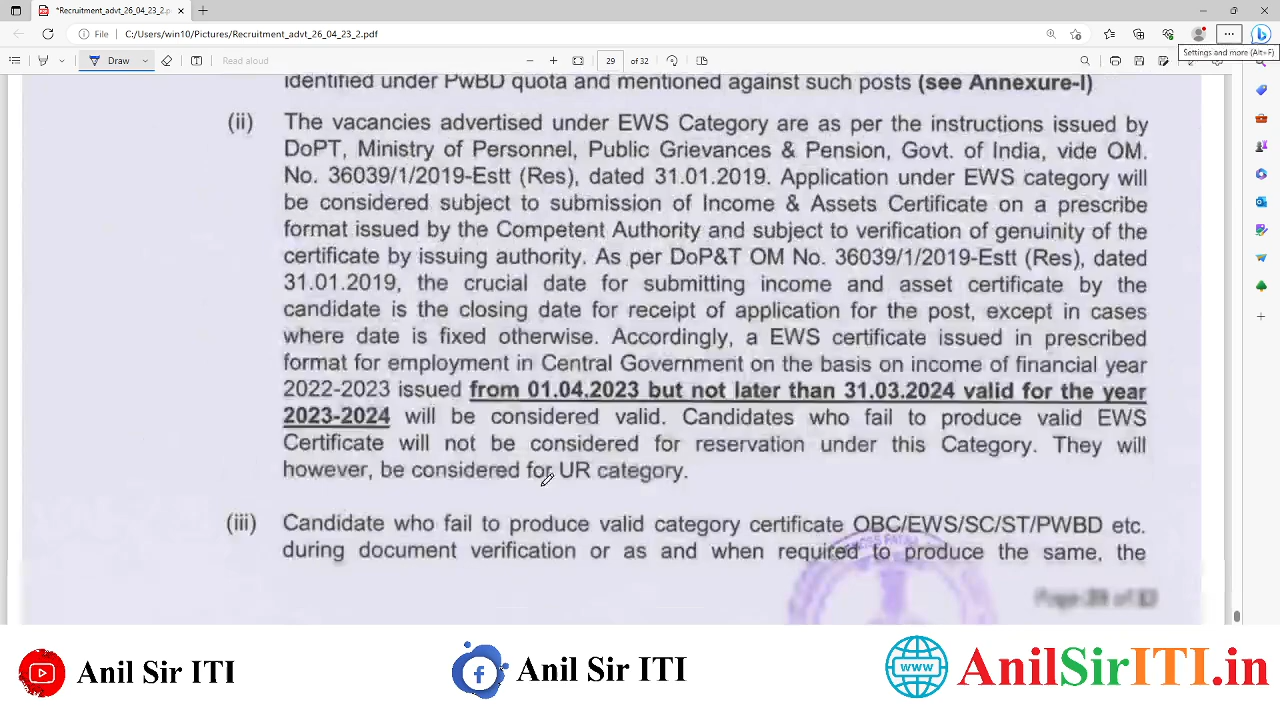 *Recruitment_advt_26_04_23_2.p
File C:/Users/win10/Pictures/Recruitment_advt_26_04_23_2.pdf
Settings and more (Alt+F)
Draw Read aloud 29 of 32
identified under PwBD quota and mentioned against such posts (see Annexure-I)
(ii) The vacancies advertised under EWS Category are as per the instructions issued by
DoPT, Ministry of Personnel, Public Grievances & Pension, Govt. of India, vide OM.
No. 36039/1/2019-Estt (Res), dated 31.01.2019. Application under EWS category will
be considered subject to submission of Income & Assets Certificate on a prescribe
format issued by the Competent Authority and subject to verification of genuinity of the
certificate by issuing authority. As per DoP&T OM No. 36039/1/2019-Estt (Res), dated
31.01.2019, the crucial date for submitting income and asset certificate by the
candidate is the closing date for receipt of application for the post, except in cases
where date is fixed otherwise. Accordingly, a EWS certificate issued in prescribed
format for employment in Central Government on the basis on income of financial year
2022-2023 issued from 01.04.2023 but not later than 31.03.2024 valid for the year
2023-2024 will be considered valid. Candidates who fail to produce valid EWS
Certificate will not be considered for reservation under this Category. They will
however, be considered for UR category.
(iii) Candidate who fail to produce valid category certificate OBC/EWS/SC/ST/PWBD etc.
during document verification or as and when required to produce the same, the
Anil Sir ITI
Anil Sir ITI
www
AnilSirITI.in